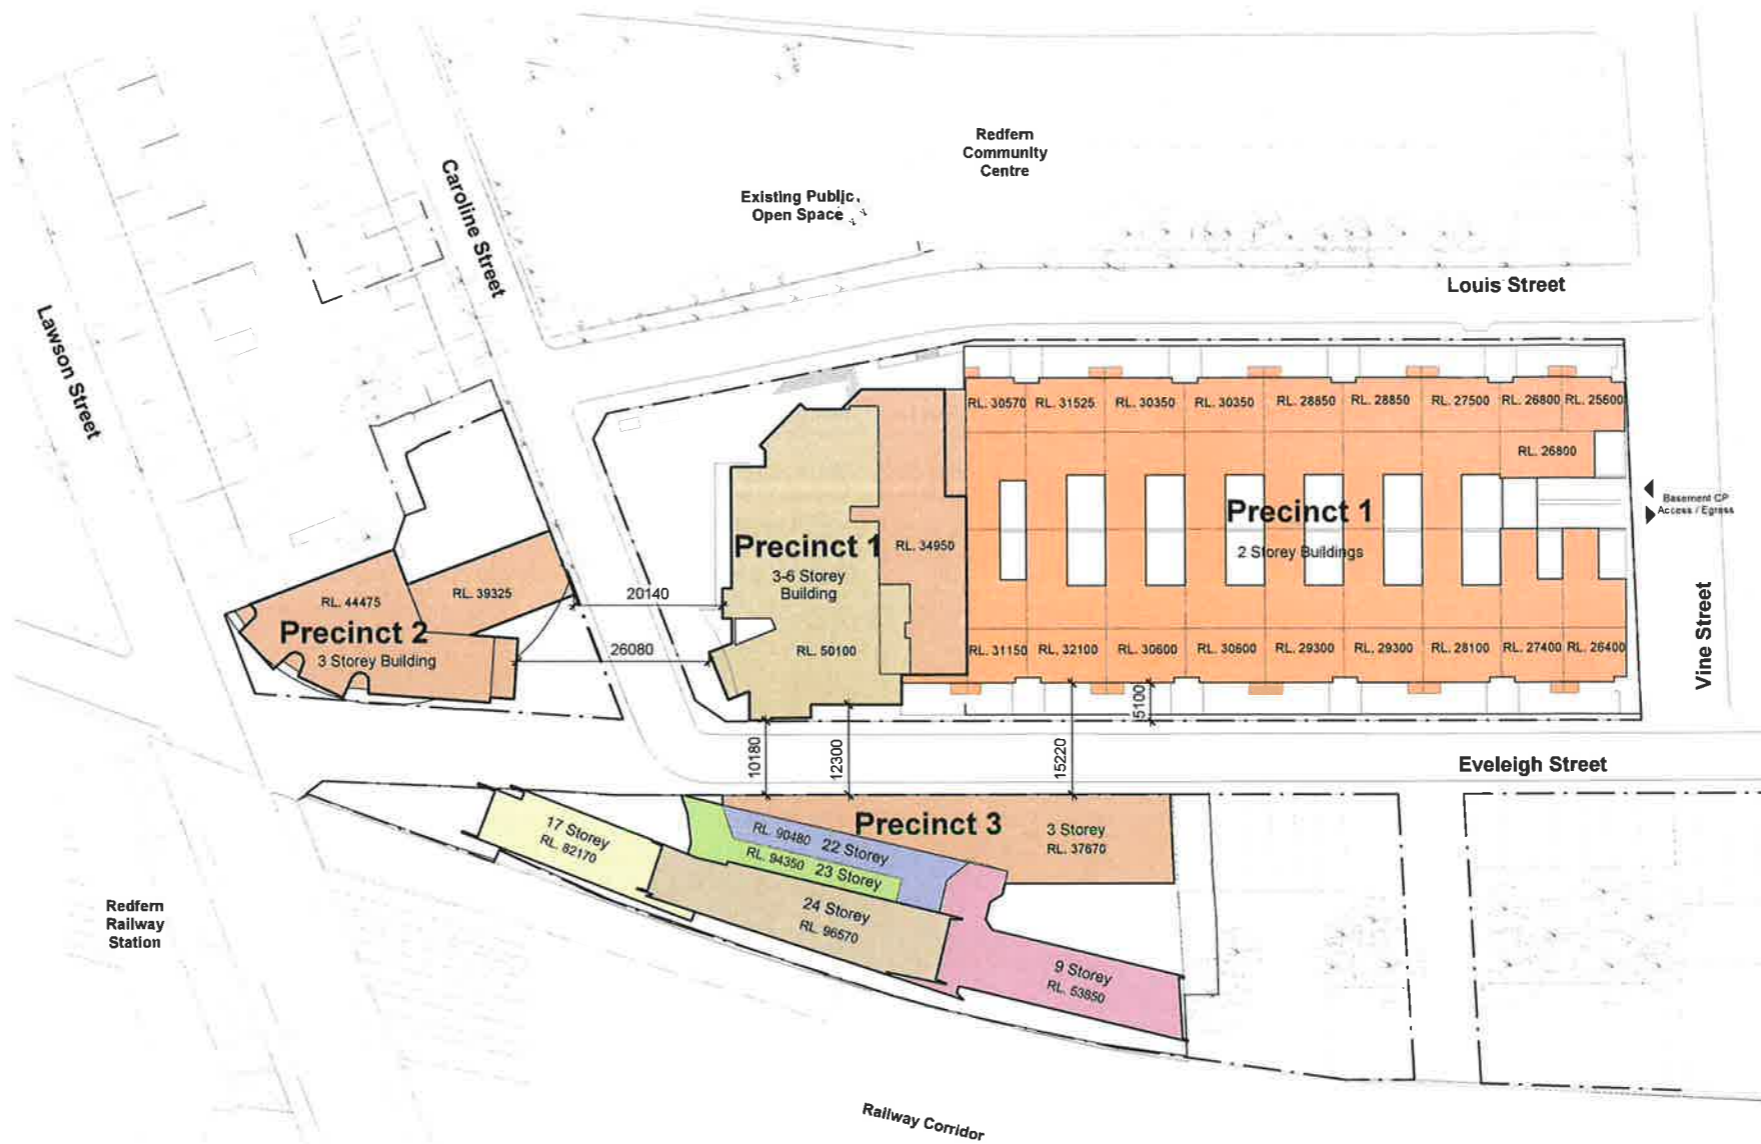 Redfern
Community
Centre
Existing Public
Open Space
Caroline Street
Lawson Street
Louis Street
RL. 30570
RL. 31525
RL. 30350
RL. 30350
RL. 28850
RL. 28850
RL. 27500
RL. 26800
RL. 25600
RL. 26800
Basement CP
Access / Egress
Precinct 1
2 Storey Buildings
Precinct 1
3-6 Storey
Building
RL. 34950
RL. 50100
RL. 44475
RL. 39325
Precinct 2
3 Storey Building
20140
26080
RL. 31150
RL. 32100
RL. 30600
RL. 30600
RL. 29300
RL. 29300
RL. 28100
RL. 27400
RL. 26400
Vine Street
5100
10180
12300
15220
Eveleigh Street
Precinct 3
3 Storey
RL. 37670
17 Storey
RL. 82170
RL. 90480 22 Storey
RL. 94350 23 Storey
24 Storey
RL. 96570
9 Storey
RL. 53850
Redfern
Railway
Station
Railway Corridor